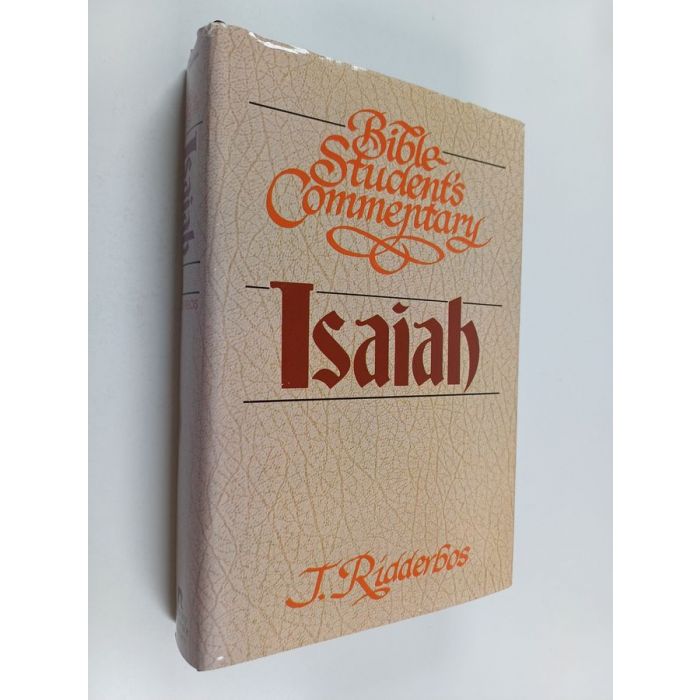 Bible
Student's
Commentary
Isaiah
J. Ridderbos
Isaiah